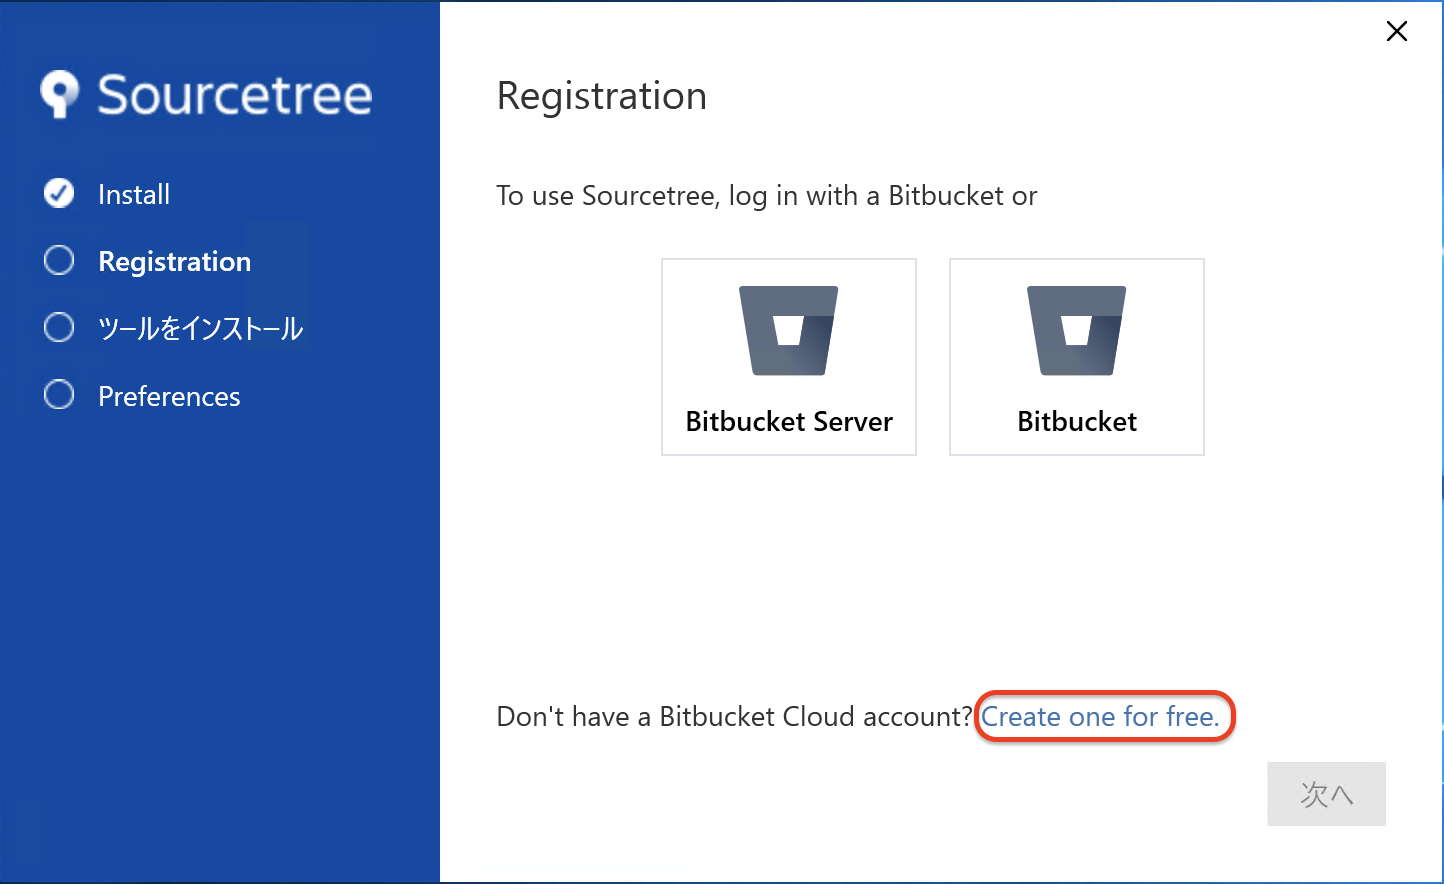 Sourcetree
Install
Registration
ツールをインストール
Preferences
Registration
To use Sourcetree, log in with a Bitbucket or
Bitbucket Server
Bitbucket
Don't have a Bitbucket Cloud account? Create one for free.
次へ